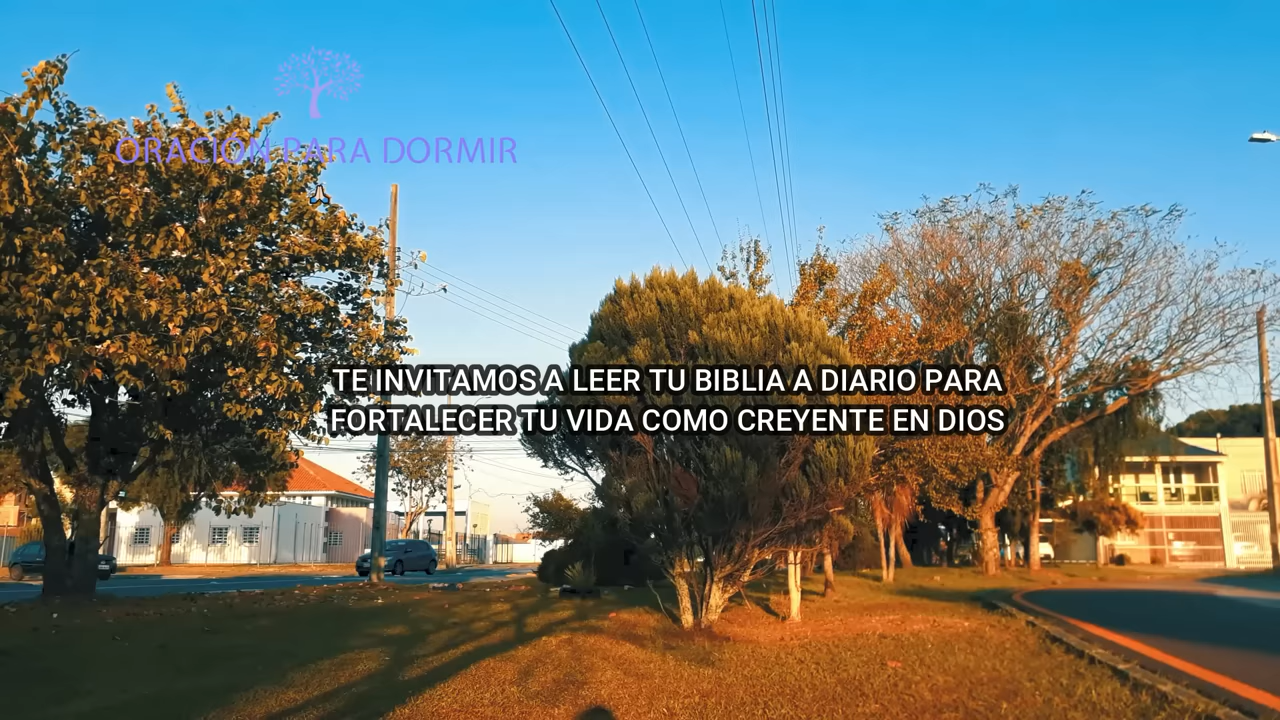 ORACIÓN PARA DORMIR
TE INVITAMOS A LEER TU BIBLIA A DIARIO PARA
FORTALECER TU VIDA COMO CREYENTE EN DIOS